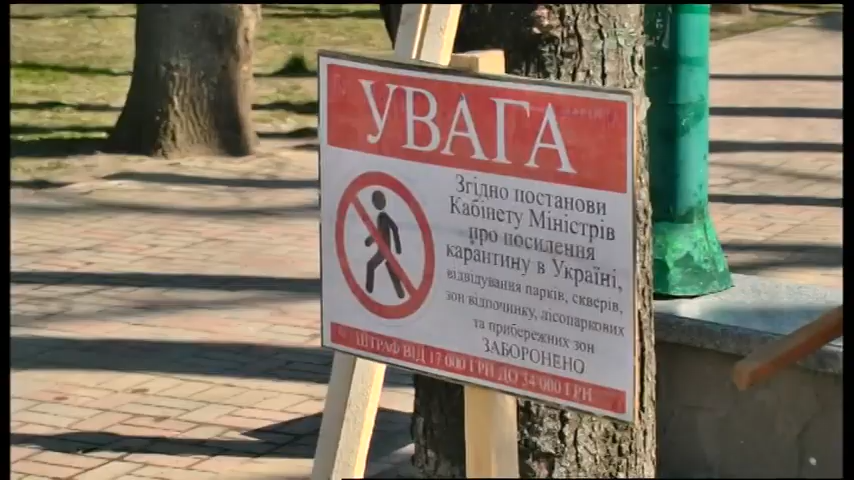 УВАГА
Згідно постанови
Кабінету Міністрів
про посилення
карантину в Україні,
відвідування парків, скверів,
зон відпочинку, лісопаркових
та прибережних зон
ЗАБОРОНЕНО
ШТРАФ ВІД 17 000 ГРН ДО 34 000 ГРН